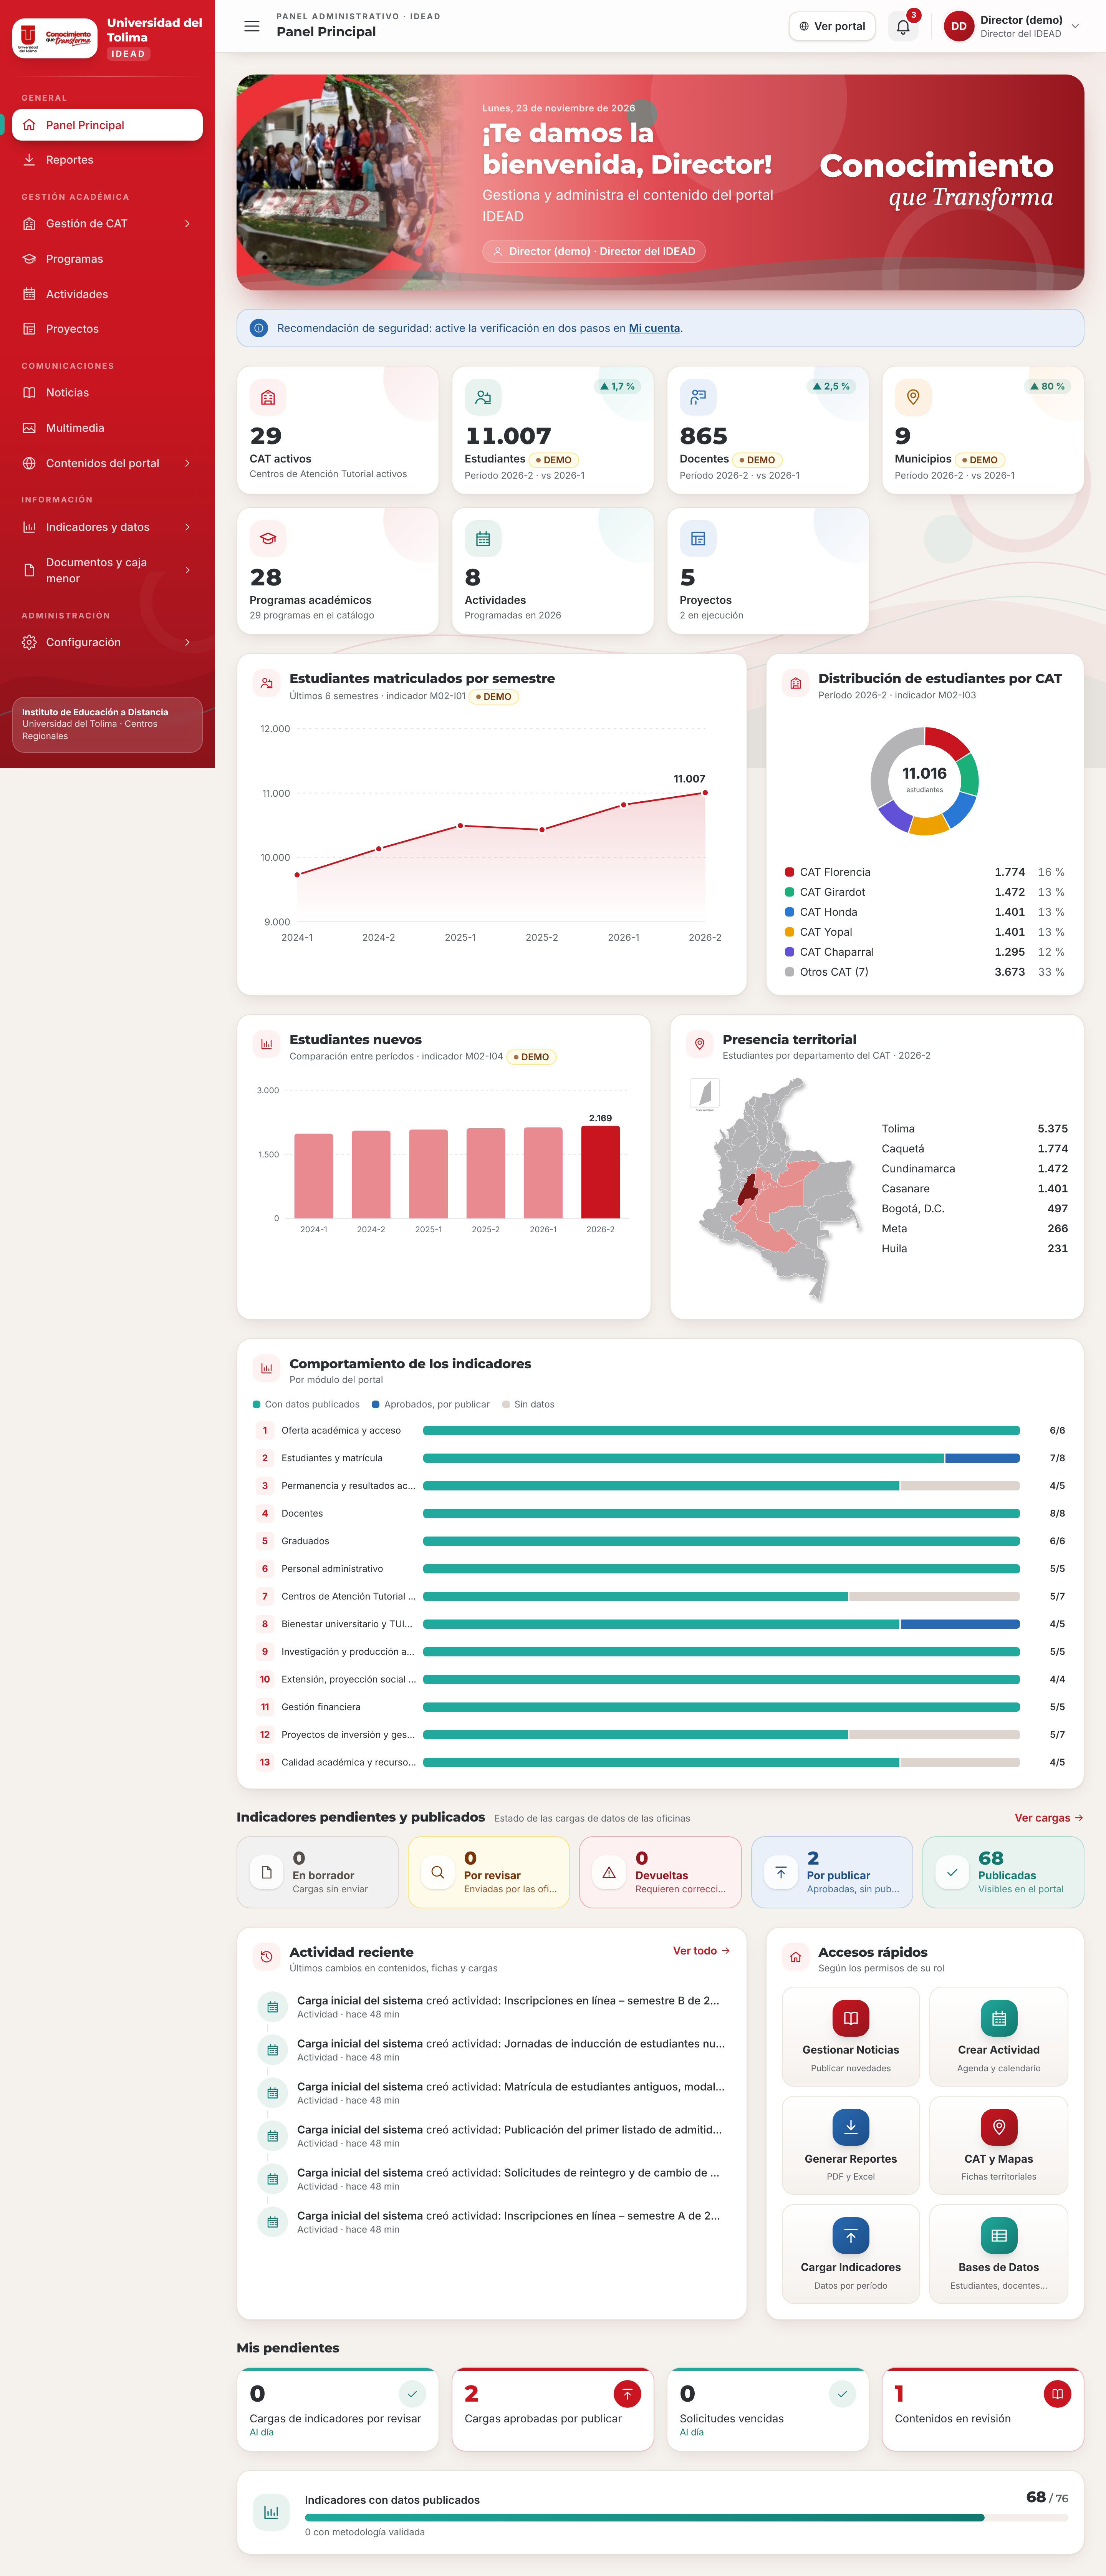 Universidad del Tolima
Conocimiento que Transforma
Universidad del Tolima
IDEAD
GENERAL
Panel Principal
Reportes
GESTIÓN ACADÉMICA
Gestión de CAT
Programas
Actividades
Proyectos
COMUNICACIONES
Noticias
Multimedia
Contenidos del portal
INFORMACIÓN
Indicadores y datos
Documentos y caja menor
ADMINISTRACIÓN
Configuración
Instituto de Educación a Distancia
Universidad del Tolima · Centros
Regionales
PANEL ADMINISTRATIVO · IDEAD
Panel Principal
Ver portal
3
DD
Director (demo)
Director del IDEAD
Lunes, 23 de noviembre de 2026
¡Te damos la
bienvenida, Director!
Gestiona y administra el contenido del portal
IDEAD
Director (demo) · Director del IDEAD
Conocimiento
que Transforma
Recomendación de seguridad: active la verificación en dos pasos en Mi cuenta.
29
CAT activos
Centros de Atención Tutorial activos
▲ 1,7 %
11.007
Estudiantes DEMO
Período 2026-2 · vs 2026-1
▲ 2,5 %
865
Docentes DEMO
Período 2026-2 · vs 2026-1
▲ 80 %
9
Municipios DEMO
Período 2026-2 · vs 2026-1
28
Programas académicos
29 programas en el catálogo
8
Actividades
Programadas en 2026
5
Proyectos
2 en ejecución
Estudiantes matriculados por semestre
Últimos 6 semestres · indicador M02-I01 DEMO
12.000
11.000
10.000
9.000
11.007
2024-1 2024-2 2025-1 2025-2 2026-1 2026-2
Distribución de estudiantes por CAT
Período 2026-2 · indicador M02-I03
11.016
estudiantes
CAT Florencia 1.774 16 %
CAT Girardot 1.472 13 %
CAT Honda 1.401 13 %
CAT Yopal 1.401 13 %
CAT Chaparral 1.295 12 %
Otros CAT (7) 3.673 33 %
Estudiantes nuevos
Comparación entre períodos · indicador M02-I04 DEMO
3.000
1.500
0
2.169
2024-1 2024-2 2025-1 2025-2 2026-1 2026-2
Presencia territorial
Estudiantes por departamento del CAT · 2026-2
San Andrés
Tolima 5.375
Caquetá 1.774
Cundinamarca 1.472
Casanare 1.401
Bogotá, D.C. 497
Meta 266
Huila 231
Comportamiento de los indicadores
Por módulo del portal
Con datos publicados Aprobados, por publicar Sin datos
1 Oferta académica y acceso 6/6
2 Estudiantes y matrícula 7/8
3 Permanencia y resultados ac... 4/5
4 Docentes 8/8
5 Graduados 6/6
6 Personal administrativo 5/5
7 Centros de Atención Tutorial ... 5/7
8 Bienestar universitario y TUI... 4/5
9 Investigación y producción a... 5/5
10 Extensión, proyección social ... 4/4
11 Gestión financiera 5/5
12 Proyectos de inversión y ges... 5/7
13 Calidad académica y recurso... 4/5
Indicadores pendientes y publicados Estado de las cargas de datos de las oficinas
Ver cargas →
0
En borrador
Cargas sin enviar
0
Por revisar
Enviadas por las ofi...
0
Devueltas
Requieren correcci...
2
Por publicar
Aprobadas, sin pub...
68
Publicadas
Visibles en el portal
Actividad reciente
Últimos cambios en contenidos, fichas y cargas
Ver todo →
Carga inicial del sistema creó actividad: Inscripciones en línea – semestre B de 2...
Actividad · hace 48 min
Carga inicial del sistema creó actividad: Jornadas de inducción de estudiantes nu...
Actividad · hace 48 min
Carga inicial del sistema creó actividad: Matrícula de estudiantes antiguos, modal...
Actividad · hace 48 min
Carga inicial del sistema creó actividad: Publicación del primer listado de admitid...
Actividad · hace 48 min
Carga inicial del sistema creó actividad: Solicitudes de reintegro y de cambio de ...
Actividad · hace 48 min
Carga inicial del sistema creó actividad: Inscripciones en línea – semestre A de 2...
Actividad · hace 48 min
Accesos rápidos
Según los permisos de su rol
Gestionar Noticias
Publicar novedades
Crear Actividad
Agenda y calendario
Generar Reportes
PDF y Excel
CAT y Mapas
Fichas territoriales
Cargar Indicadores
Datos por período
Bases de Datos
Estudiantes, docentes...
Mis pendientes
0
Cargas de indicadores por revisar
Al día
2
Cargas aprobadas por publicar
0
Solicitudes vencidas
Al día
1
Contenidos en revisión
Indicadores con datos publicados
68 / 76
0 con metodología validada